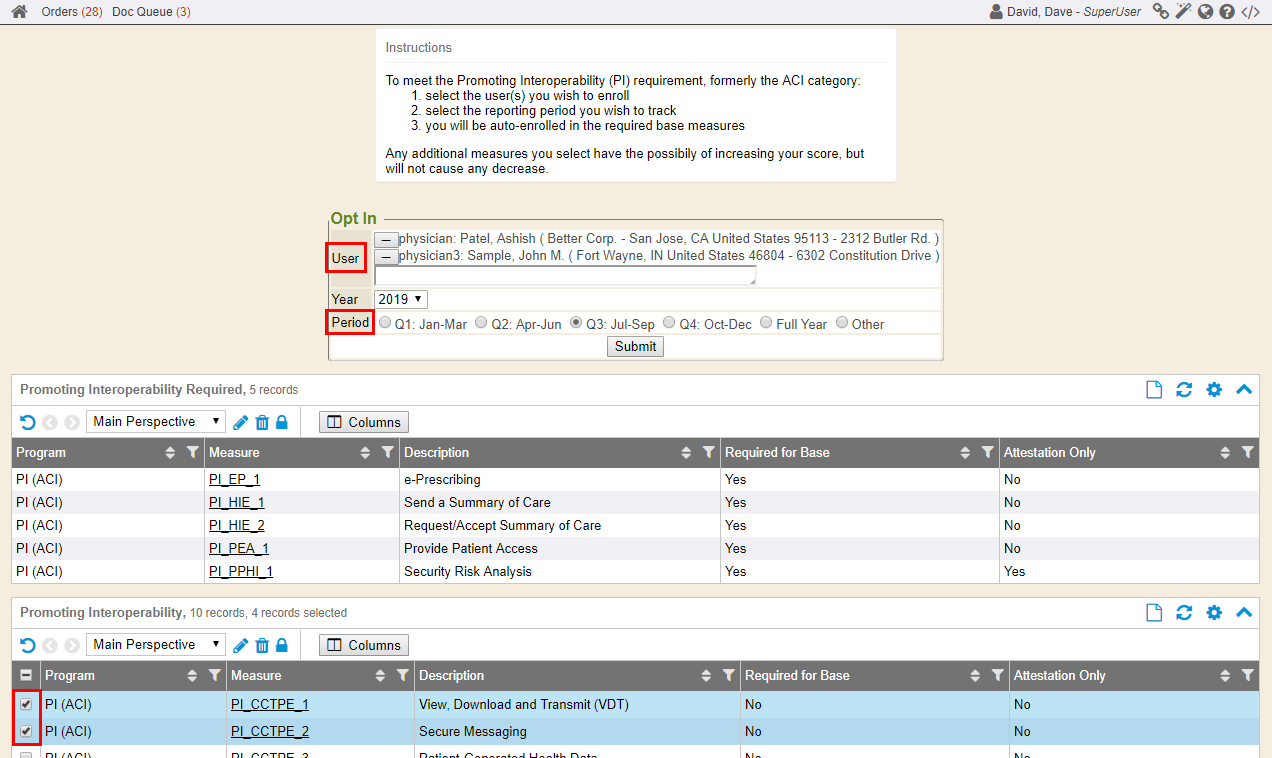 Orders (28) Doc Queue (3) David, Dave - SuperUser
Instructions
To meet the Promoting Interoperability (PI) requirement, formerly the ACI category:
1. select the user(s) you wish to enroll
2. select the reporting period you wish to track
3. you will be auto-enrolled in the required base measures
Any additional measures you select have the possibily of increasing your score, but
will not cause any decrease.
Opt In
User
physician: Patel, Ashish ( Better Corp. - San Jose, CA United States 95113 - 2312 Butler Rd. )
physician3: Sample, John M. ( Fort Wayne, IN United States 46804 - 6302 Constitution Drive )
Year 2019
Period Q1: Jan-Mar Q2: Apr-Jun Q3: Jul-Sep Q4: Oct-Dec Full Year Other
Submit
Promoting Interoperability Required, 5 records
Main Perspective Columns
Program Measure Description Required for Base Attestation Only
PI (ACI) PI_EP_1 e-Prescribing Yes No
PI (ACI) PI_HIE_1 Send a Summary of Care Yes No
PI (ACI) PI_HIE_2 Request/Accept Summary of Care Yes No
PI (ACI) PI_PEA_1 Provide Patient Access Yes No
PI (ACI) PI_PPHI_1 Security Risk Analysis Yes Yes
Promoting Interoperability, 10 records, 4 records selected
Main Perspective Columns
Program Measure Description Required for Base Attestation Only
PI (ACI) PI_CCTPE_1 View, Download and Transmit (VDT) No No
PI (ACI) PI_CCTPE_2 Secure Messaging No No
PI (ACI) PI_CCTPE_3 Patient-Generated Health Data No No